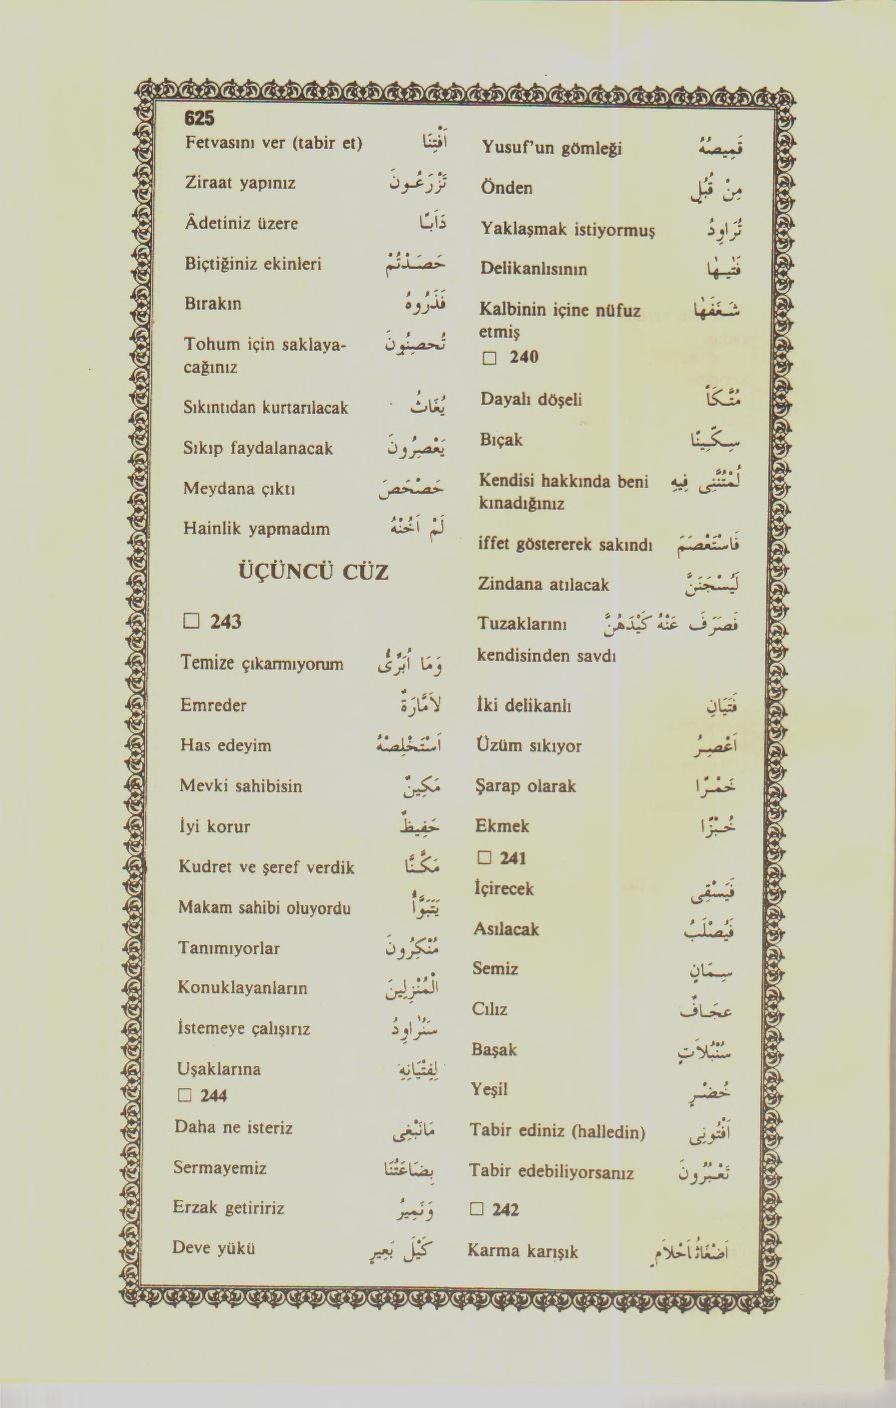 625
Yusuf'un gömleği قَمِيصَهُ
Önden مِنْ قُبُلٍ
Yaklaşmak istiyormuş تُرَاوِدُ
Delikanlısının فَتٰيهَا
Kalbinin içine nüfuz شَغَفَهَا
etmiş
□ 240
Dayalı döşeli مُتَّكَأً
Bıçak سِكّٖينًا
Kendisi hakkında beni لُمْتُنَّنٖى فٖيهِ
kınadığınız
iffet göstererek sakındı فَاسْتَعْصَمَ
Zindana atılacak لَيُسْجَنَنَّ
Tuzaklarını فَصَرَفَ عَنْهُ كَيْدَهُنَّ
kendisinden savdı
İki delikanlı فَتَيَانِ
Üzüm sıkıyor اَعْصِرُ
Şarap olarak خَمْرًا
Ekmek خُبْزًا
□ 241
İçirecek فَيَسْقٖى
Asılacak فَيُصْلَبُ
Semiz سِمَانٍ
Cılız عِجَافٌ
Başak سُنْبُلَاتٍ
Yeşil خُضْرٍ
Tabir ediniz (halledin) اَفْتُونٖى
Tabir edebiliyorsanız تَعْبُرُونَ
□ 242
Karma karışık اَضْغَاثُ اَحْلَامٍ
Fetvasını ver (tabir et) اَفْتِنَا
Ziraat yapınız تَزْرَعُونَ
Âdetiniz üzere دَاَبًا
Biçtiğiniz ekinleri حَصَدْتُمْ
Bırakın فَذَرُوهُ
Tohum için saklaya- تُحْصِنُونَ
cağınız
Sıkıntıdan kurtarılacak يُغَاثُ
Sıkıp faydalanacak يَعْصِرُونَ
Meydana çıktı حَصْحَصَ
Hainlik yapmadım لَمْ اَخُنْهُ
ÜÇÜNCÜ CÜZ
□ 243
Temize çıkarmıyorum وَمَا اُبَرِّئُ
Emreder لَاَمَّارَةٌ
Has edeyim اَسْتَخْلِصْهُ
Mevki sahibisin مَكٖينٌ
İyi korur حَفٖيظٌ
Kudret ve şeref verdik مَكَّنَّا
Makam sahibi oluyordu يَتَبَوَّأُ
Tanımıyorlar مُنْكِرُونَ
Konuklayanların الْمُنْزِلٖينَ
İstemeye çalışırız سَنُرَاوِدُ
Uşaklarına لِفِتْيَانِهِ
□ 244
Daha ne isteriz مَانَبْغٖى
Sermayemiz بِضَاعَتُنَا
Erzak getiririz وَنَمٖيرُ
Deve yükü كَيْلَ بَعٖيرٍ